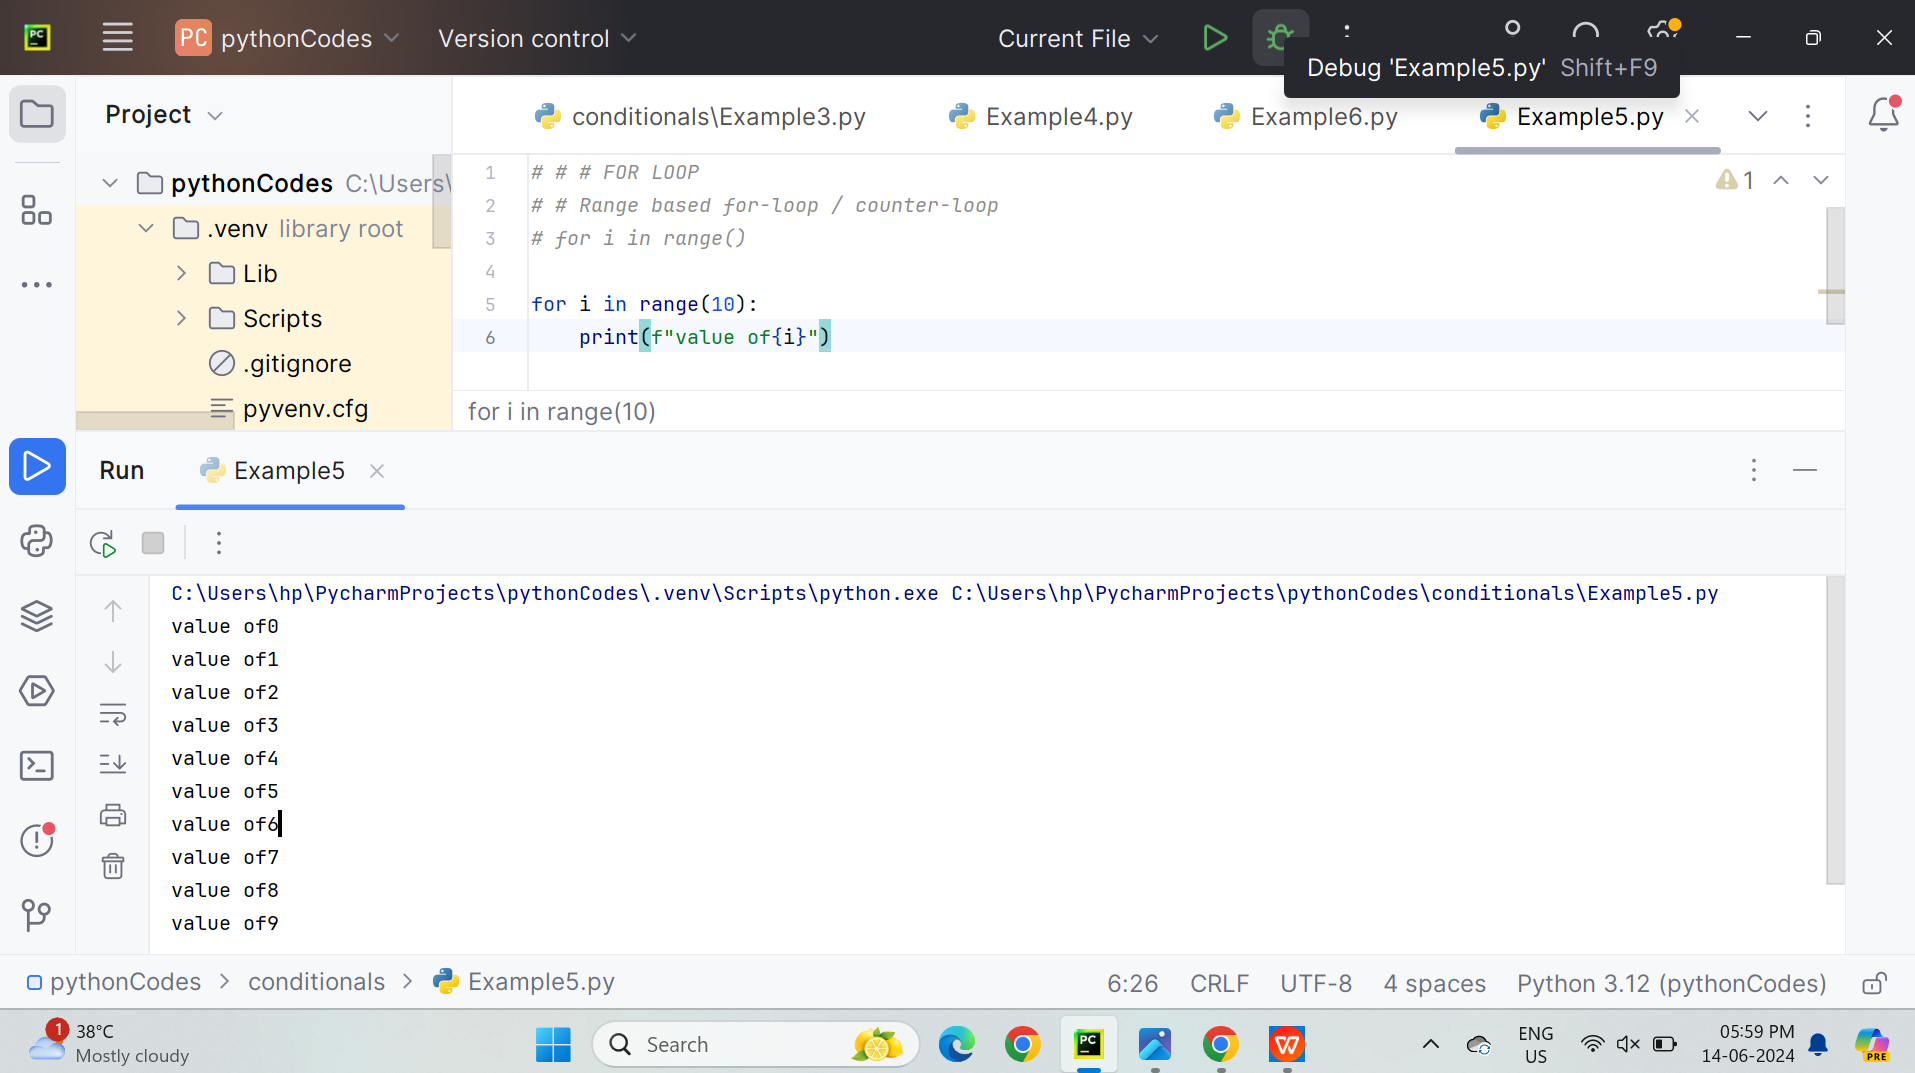 PC
PC pythonCodes
Version control
Current File
Debug 'Example5.py' Shift+F9
Project
conditionals\Example3.py
Example4.py
Example6.py
Example5.py
pythonCodes C:\Users\
.venv library root
Lib
Scripts
.gitignore
pyvenv.cfg
1 # # # FOR LOOP
2 # # Range based for-loop / counter-loop
3 # for i in range()
4
5 for i in range(10):
6     print(f"value of{i}")
1
for i in range(10)
Run
Example5
C:\Users\hp\PycharmProjects\pythonCodes\.venv\Scripts\python.exe C:\Users\hp\PycharmProjects\pythonCodes\conditionals\Example5.py
value of0
value of1
value of2
value of3
value of4
value of5
value of6
value of7
value of8
value of9
pythonCodes > conditionals > Example5.py
6:26 CRLF UTF-8 4 spaces Python 3.12 (pythonCodes)
1
38°C
Mostly cloudy
Search
PC
W
ENG
US
05:59 PM
14-06-2024
PRE